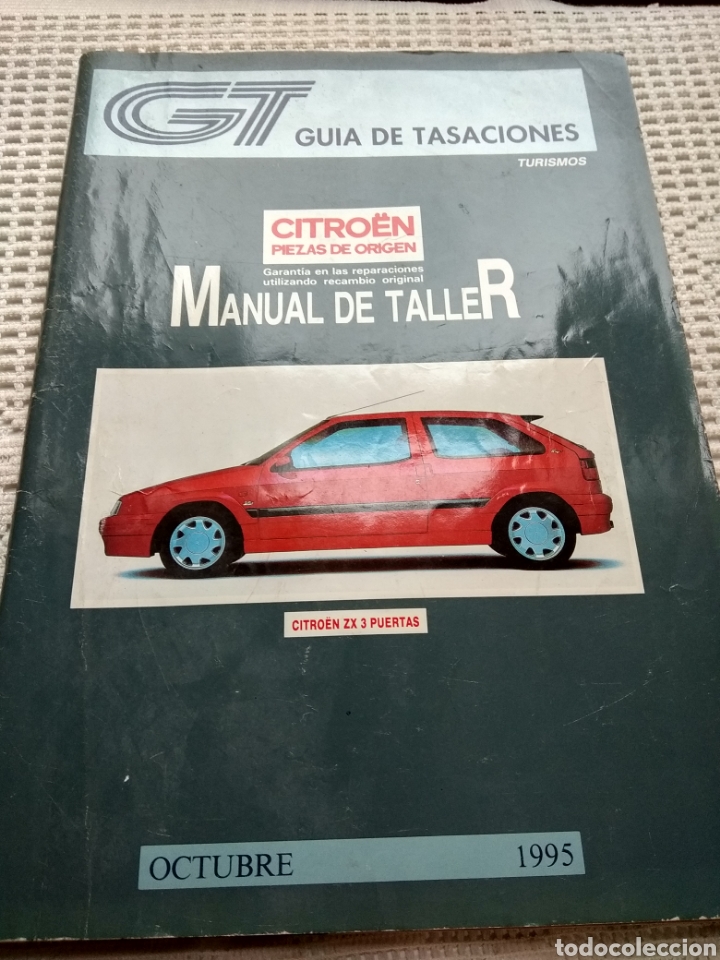 GT GUIA DE TASACIONES
TURISMOS
CITROËN
PIEZAS DE ORIGEN
Garantía en las reparaciones
utilizando recambio original
MANUAL DE TALLER
CITROËN ZX 3 PUERTAS
OCTUBRE 1995
todocoleccion